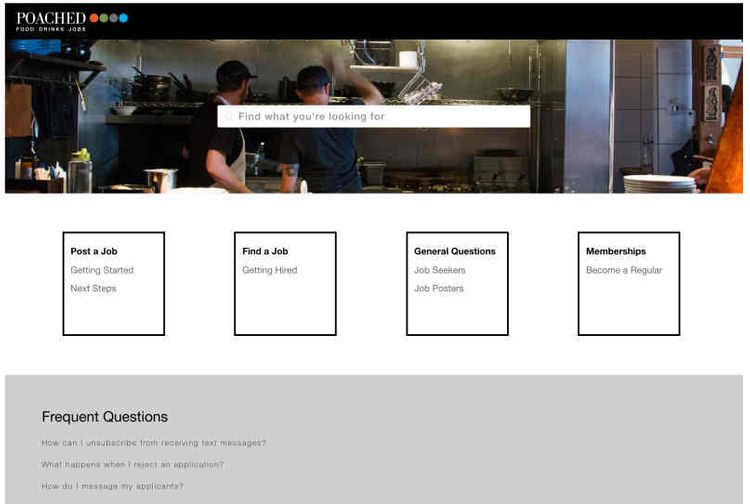 POACHED
FOOD DRINKS JOBS
Find what you're looking for
Post a Job
Getting Started
Next Steps
Find a Job
Getting Hired
General Questions
Job Seekers
Job Posters
Memberships
Become a Regular
Frequent Questions
How can I unsubscribe from receiving text messages?
What happens when I reject an application?
How do I message my applicants?